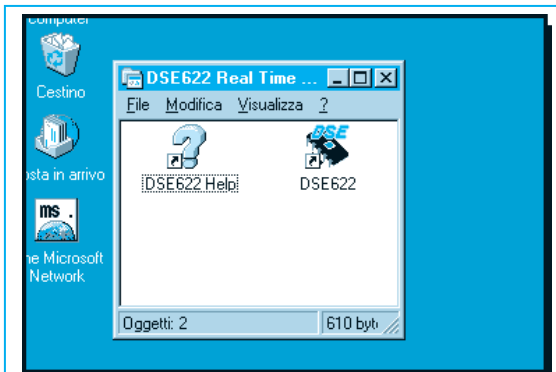 Computer
Cestino
osta in arrivo
ms .
he Microsoft
Network
DSE622 Real Time ...
File Modifica Visualizza ?
DSE
DSE622 Help
DSE622
Oggetti: 2
610 byt